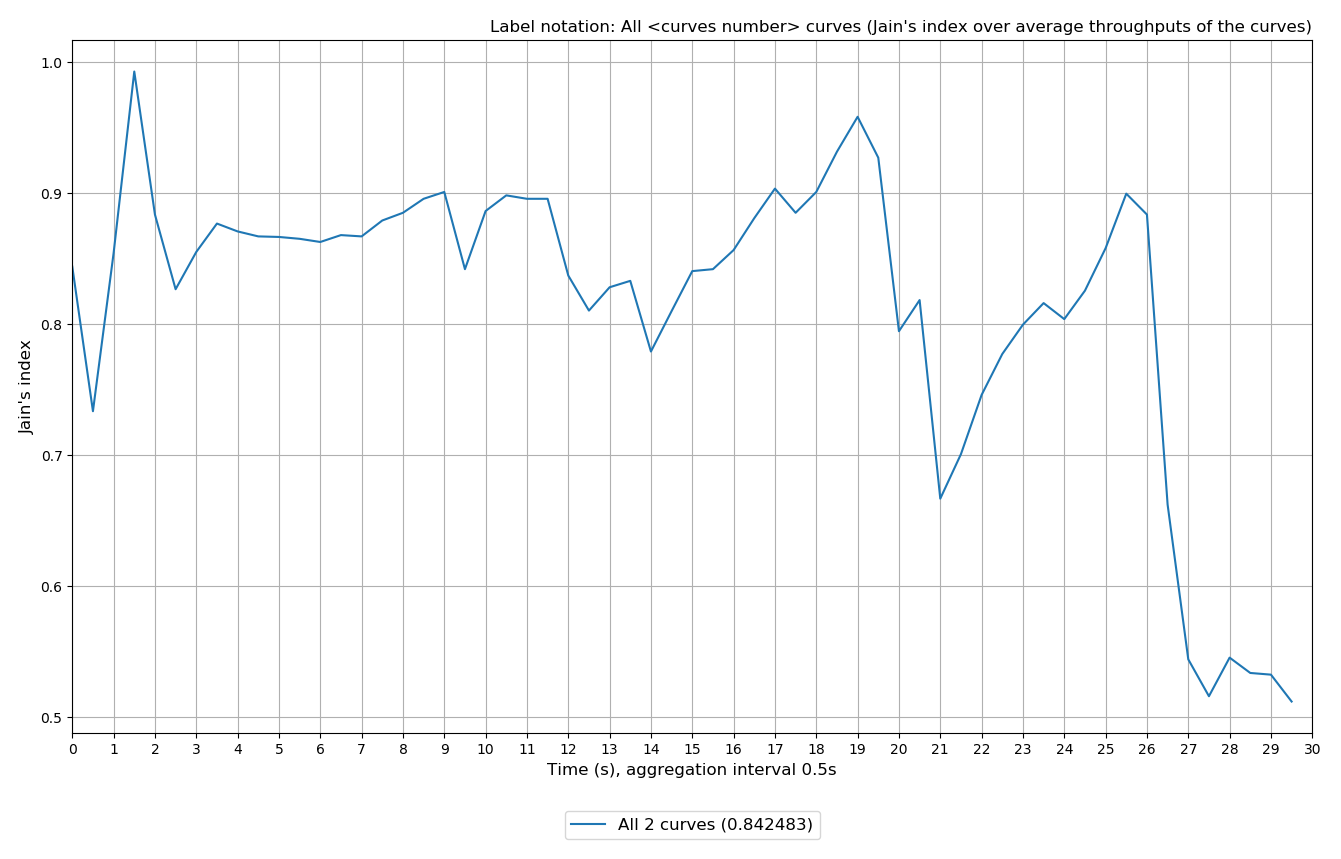 Label notation: All <curves number> curves (Jain's index over average throughputs of the curves)
1.0
0.9
0.8
0.7
0.6
0.5
Jain's index
0 1 2 3 4 5 6 7 8 9 10 11 12 13 14 15 16 17 18 19 20 21 22 23 24 25 26 27 28 29 30
Time (s), aggregation interval 0.5s
All 2 curves (0.842483)